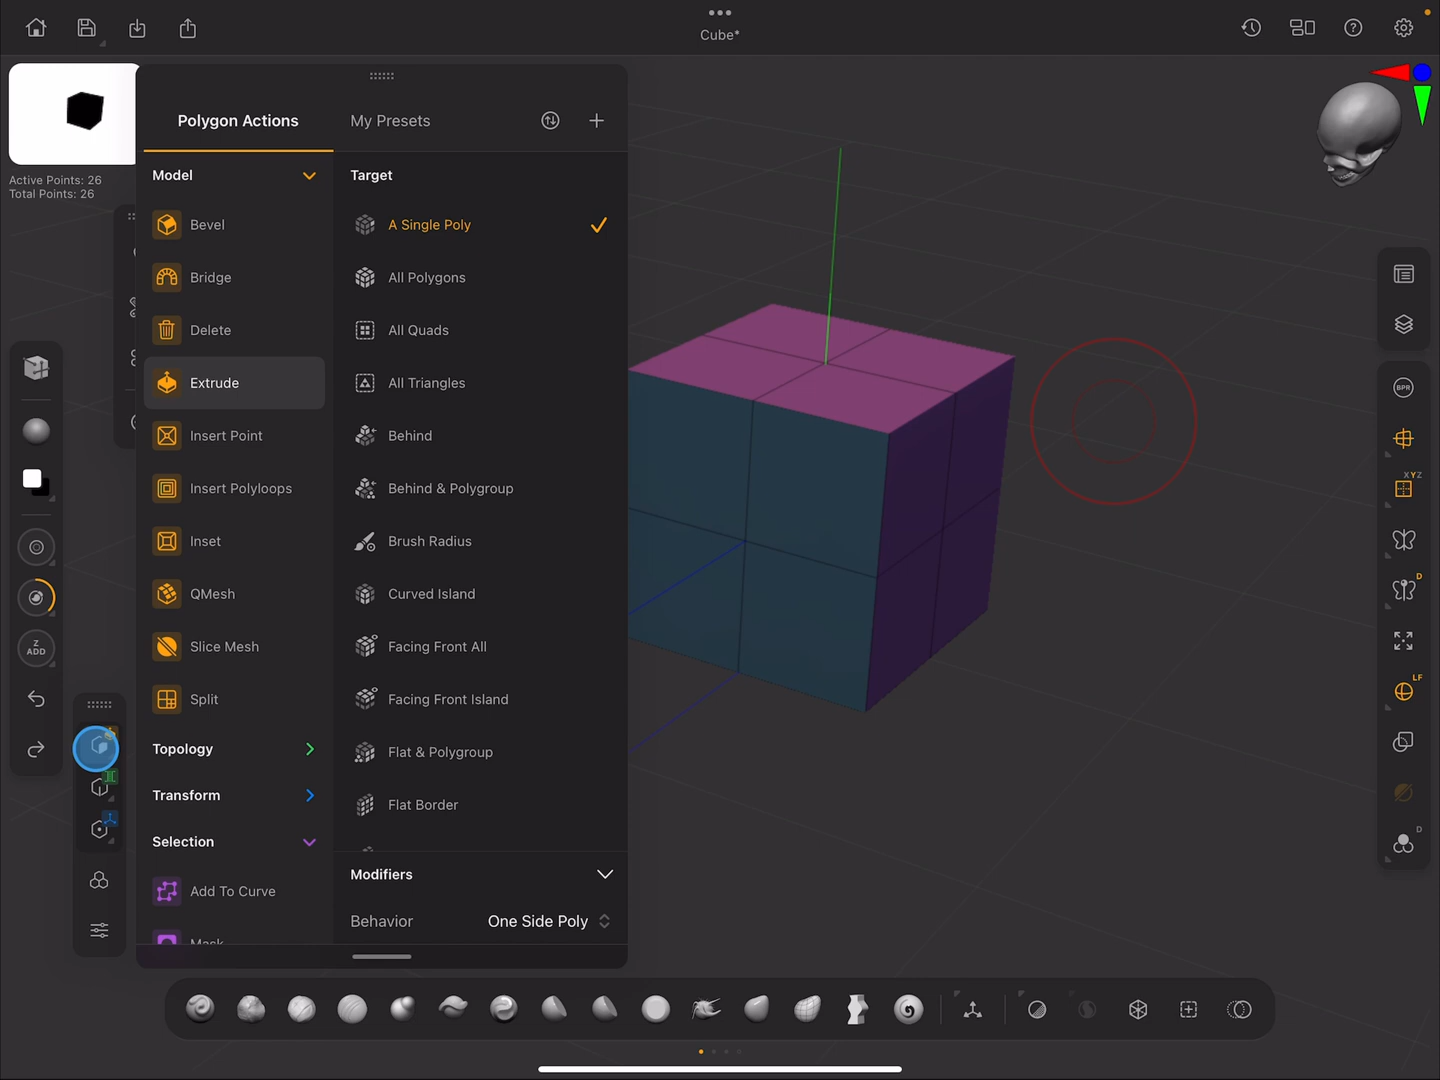 Cube*
Polygon Actions
My Presets
Active Points: 26
Total Points: 26
Model
Bevel
Bridge
Delete
Extrude
Insert Point
Insert Polyloops
Inset
QMesh
Slice Mesh
Split
Topology
Transform
Selection
Add To Curve
Mask
Target
A Single Poly
All Polygons
All Quads
All Triangles
Behind
Behind & Polygroup
Brush Radius
Curved Island
Facing Front All
Facing Front Island
Flat & Polygroup
Flat Border
Modifiers
Behavior
One Side Poly
Z
ADD
BPR
XYZ
D
LF
D